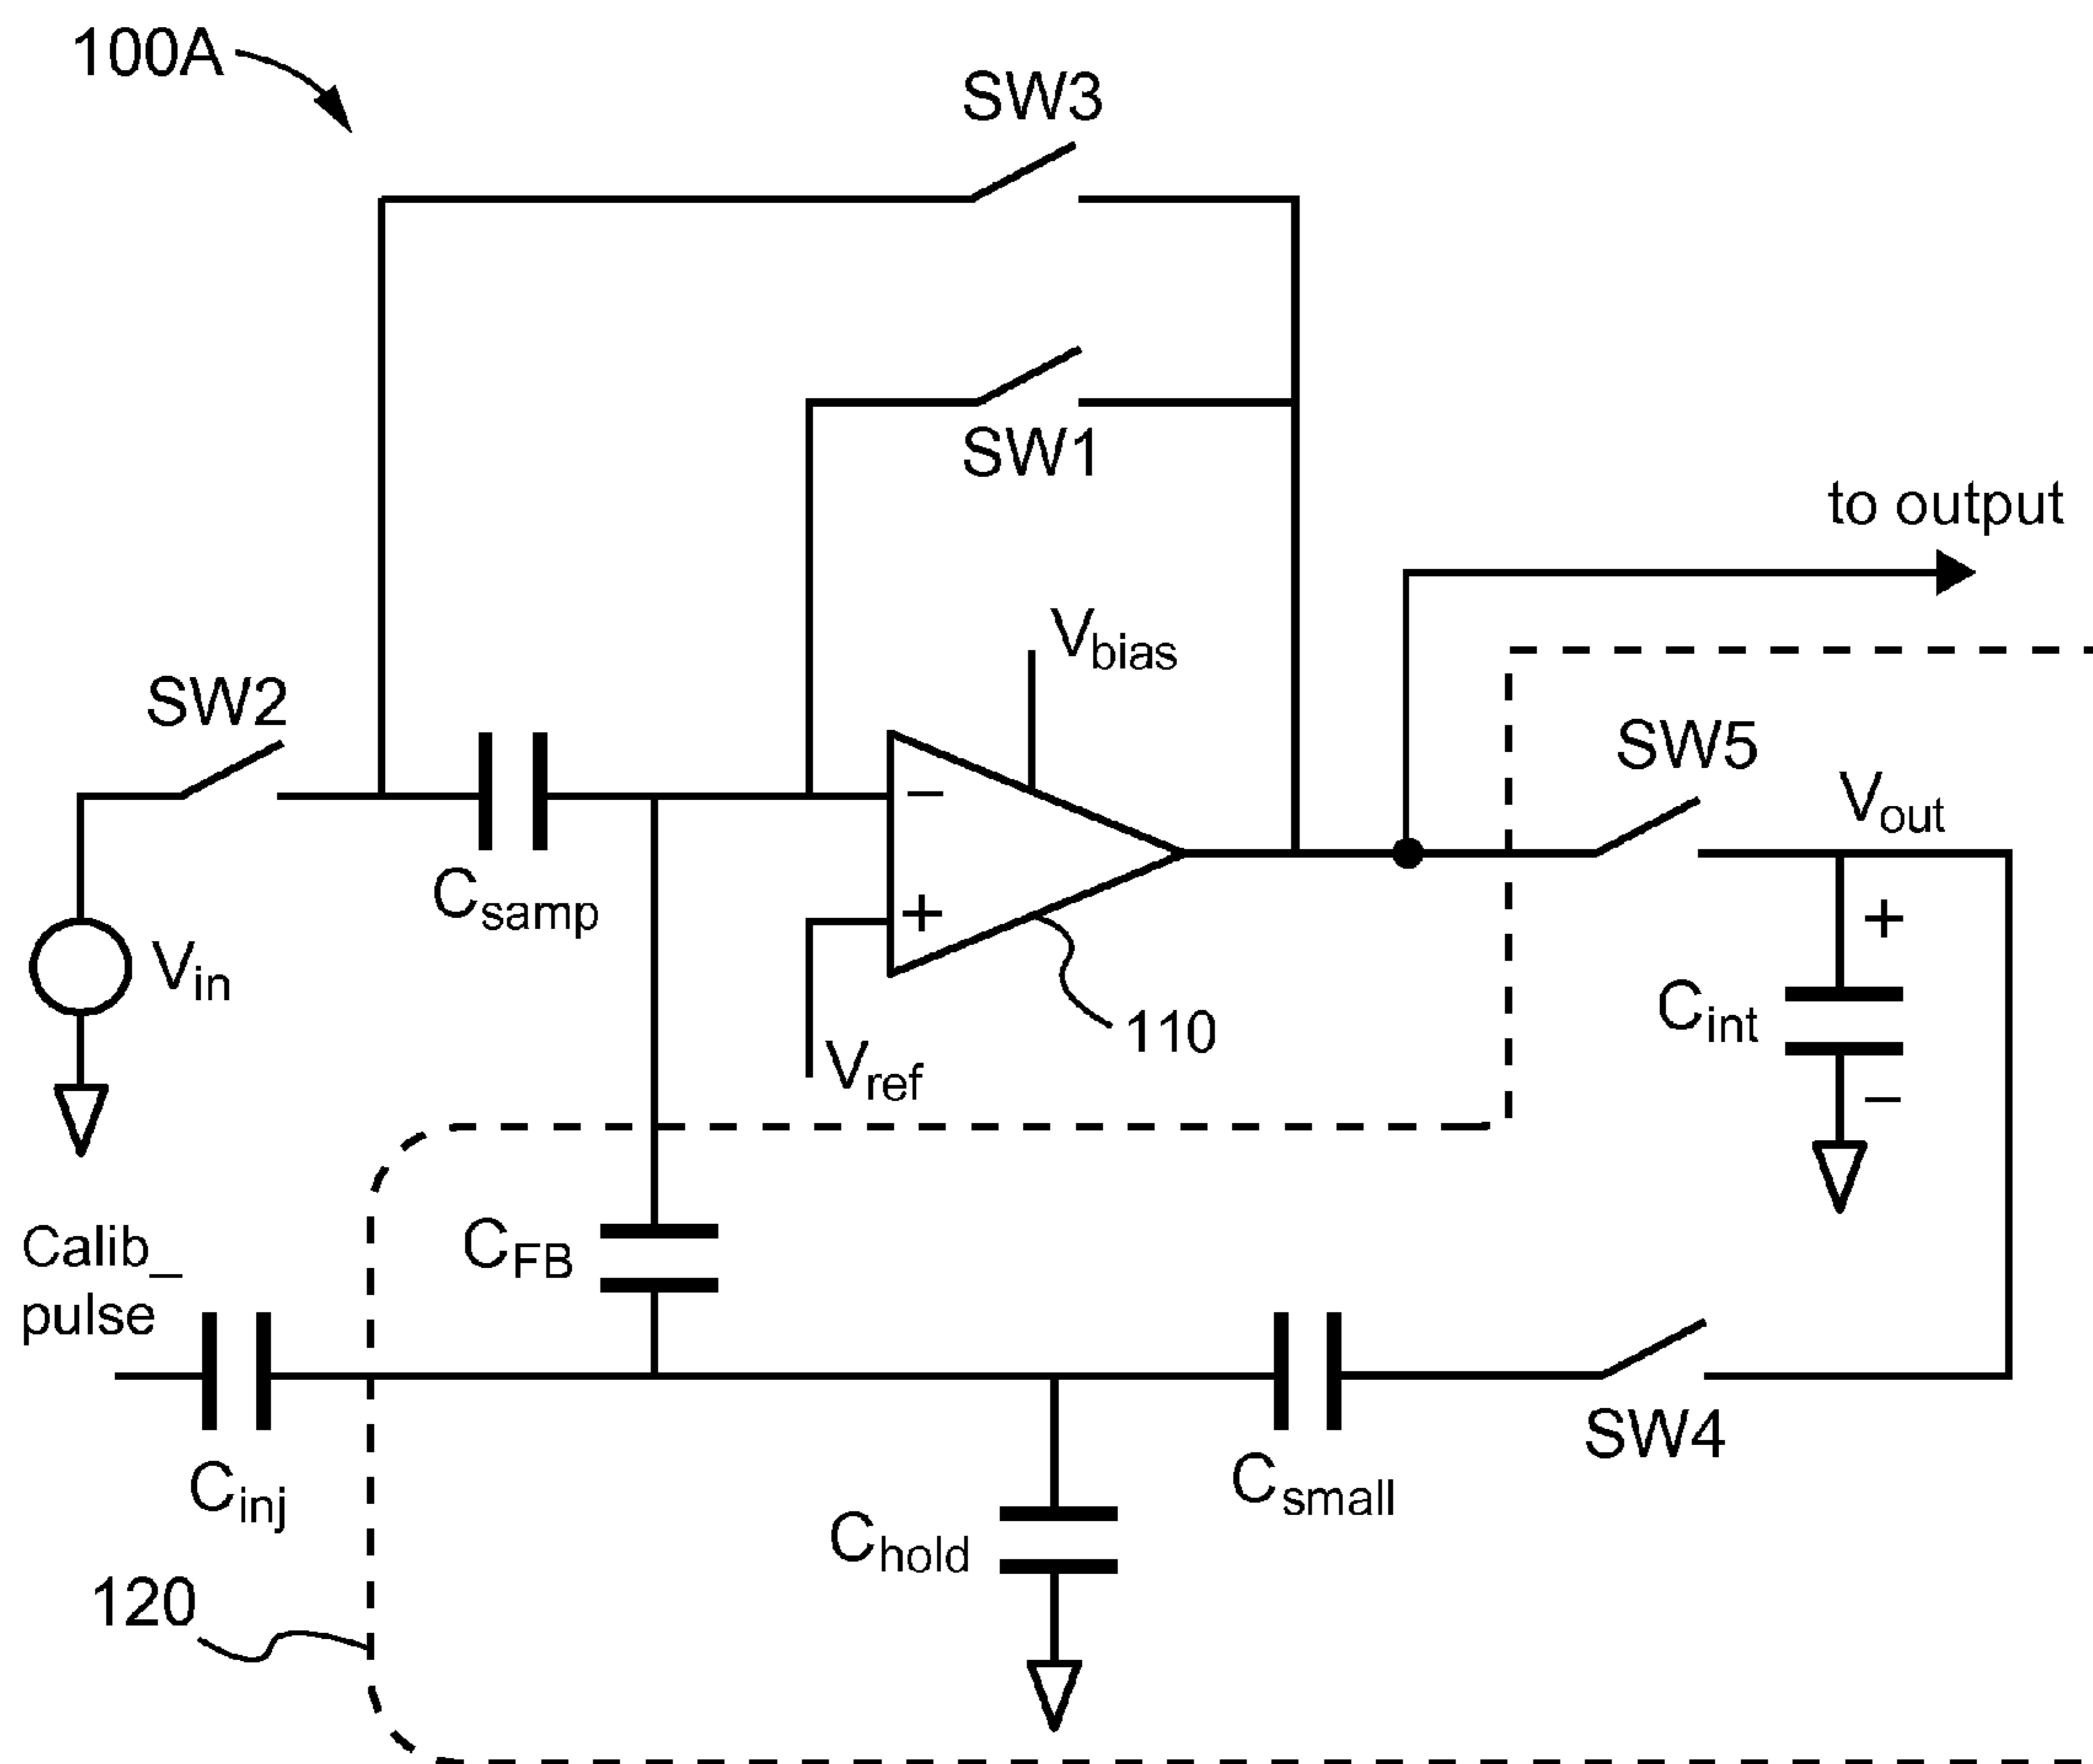 100A
SW3
SW1
to output
Vbias
SW2
SW5
Vout
−
Csamp
+
+
Vin
Cint
110
Vref
−
Calib_
pulse
CFB
SW4
Cinj
Csmall
Chold
120